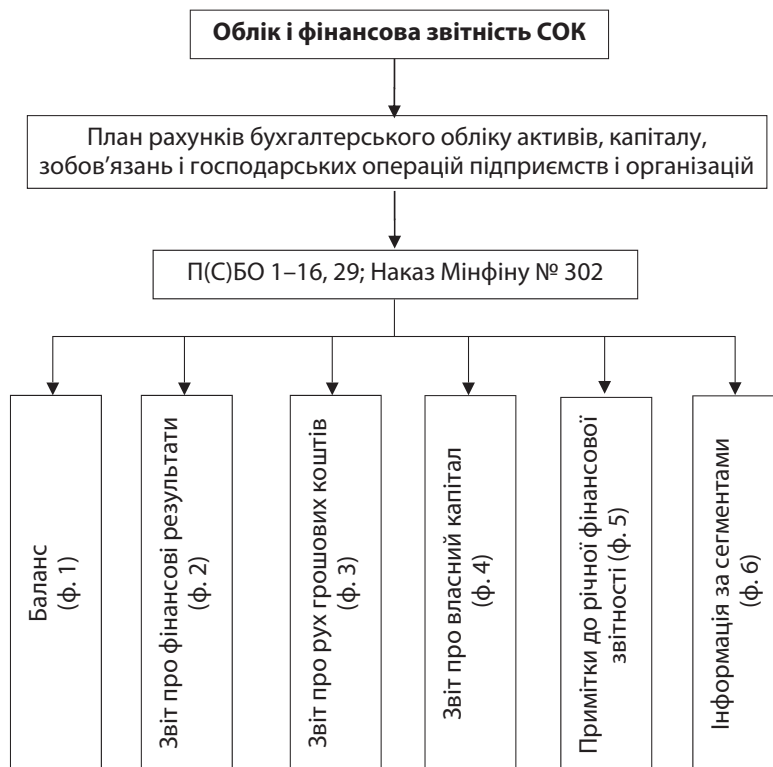 Облік і фінансова звітність СОК
План рахунків бухгалтерського обліку активів, капіталу,
зобов’язань і господарських операцій підприємств і організацій
П(С)БО 1–16, 29; Наказ Мінфіну № 302
Баланс
(ф. 1)
Звіт про фінансові результати
(ф. 2)
Звіт про рух грошових коштів
(ф. 3)
Звіт про власний капітал
(ф. 4)
Примітки до річної фінансової
звітності (ф. 5)
Інформація за сегментами
(ф. 6)